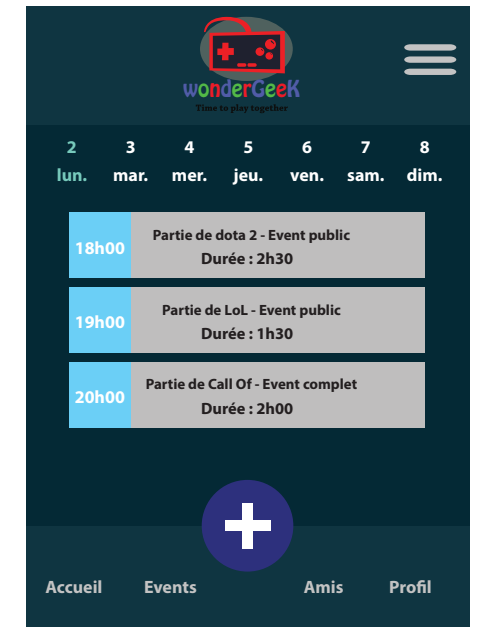 wonderGeeK
Time to play together
2 3 4 5 6 7 8
lun. mar. mer. jeu. ven. sam. dim.
18h00
Partie de dota 2 - Event public
Durée : 2h30
19h00
Partie de LoL - Event public
Durée : 1h30
20h00
Partie de Call Of - Event complet
Durée : 2h00
Accueil Events Amis Profil